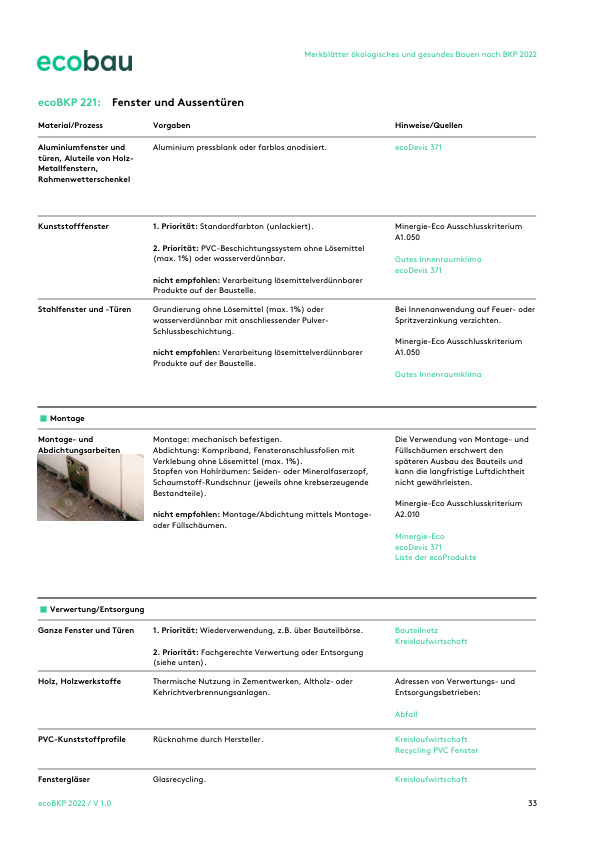 ecobau
Merkblätter ökologisches und gesundes Bauen nach BKP 2022
ecoBKP 221: Fenster und Aussentüren
Material/Prozess Vorgaben Hinweise/Quellen
Aluminiumfenster und
türen, Aluteile von Holz-
Metallfenstern,
Rahmenwetterschenkel
Aluminium pressblank oder farblos anodisiert.
ecoDevis 371
Kunststofffenster
1. Priorität: Standardfarbton (unlackiert).
2. Priorität: PVC-Beschichtungssystem ohne Lösemittel
(max. 1%) oder wasserverdünnbar.
nicht empfohlen: Verarbeitung lösemittelverdünnbarer
Produkte auf der Baustelle.
Minergie-Eco Ausschlusskriterium
A1.050
Gutes Innenraumklima
ecoDevis 371
Stahlfenster und -Türen
Grundierung ohne Lösemittel (max. 1%) oder
wasserverdünnbar mit anschliessender Pulver-
Schlussbeschichtung.
nicht empfohlen: Verarbeitung lösemittelverdünnbarer
Produkte auf der Baustelle.
Bei Innenanwendung auf Feuer- oder
Spritzverzinkung verzichten.
Minergie-Eco Ausschlusskriterium
A1.050
Gutes Innenraumklima
Montage
Montage- und
Abdichtungsarbeiten
Montage: mechanisch befestigen.
Abdichtung: Kompriband, Fensteranschlussfolien mit
Verklebung ohne Lösemittel (max. 1%).
Stopfen von Hohlräumen: Seiden- oder Mineralfaserzopf,
Schaumstoff-Rundschnur (jeweils ohne krebserzeugende
Bestandteile).
nicht empfohlen: Montage/Abdichtung mittels Montage-
oder Füllschäumen.
Die Verwendung von Montage- und
Füllschäumen erschwert den
späteren Ausbau des Bauteils und
kann die langfristige Luftdichtheit
nicht gewährleisten.
Minergie-Eco Ausschlusskriterium
A2.010
Minergie-Eco
ecoDevis 371
Liste der ecoProdukte
Verwertung/Entsorgung
Ganze Fenster und Türen
1. Priorität: Wiederverwendung, z.B. über Bauteilbörse.
2. Priorität: Fachgerechte Verwertung oder Entsorgung
(siehe unten).
Bauteilnetz
Kreislaufwirtschaft
Holz, Holzwerkstoffe
Thermische Nutzung in Zementwerken, Altholz- oder
Kehrichtverbrennungsanlagen.
Adressen von Verwertungs- und
Entsorgungsbetrieben:
Abfall
PVC-Kunststoffprofile
Rücknahme durch Hersteller.
Kreislaufwirtschaft
Recycling PVC Fenster
Fenstergläser
Glasrecycling.
Kreislaufwirtschaft
ecoBKP 2022 / V 1.0
33